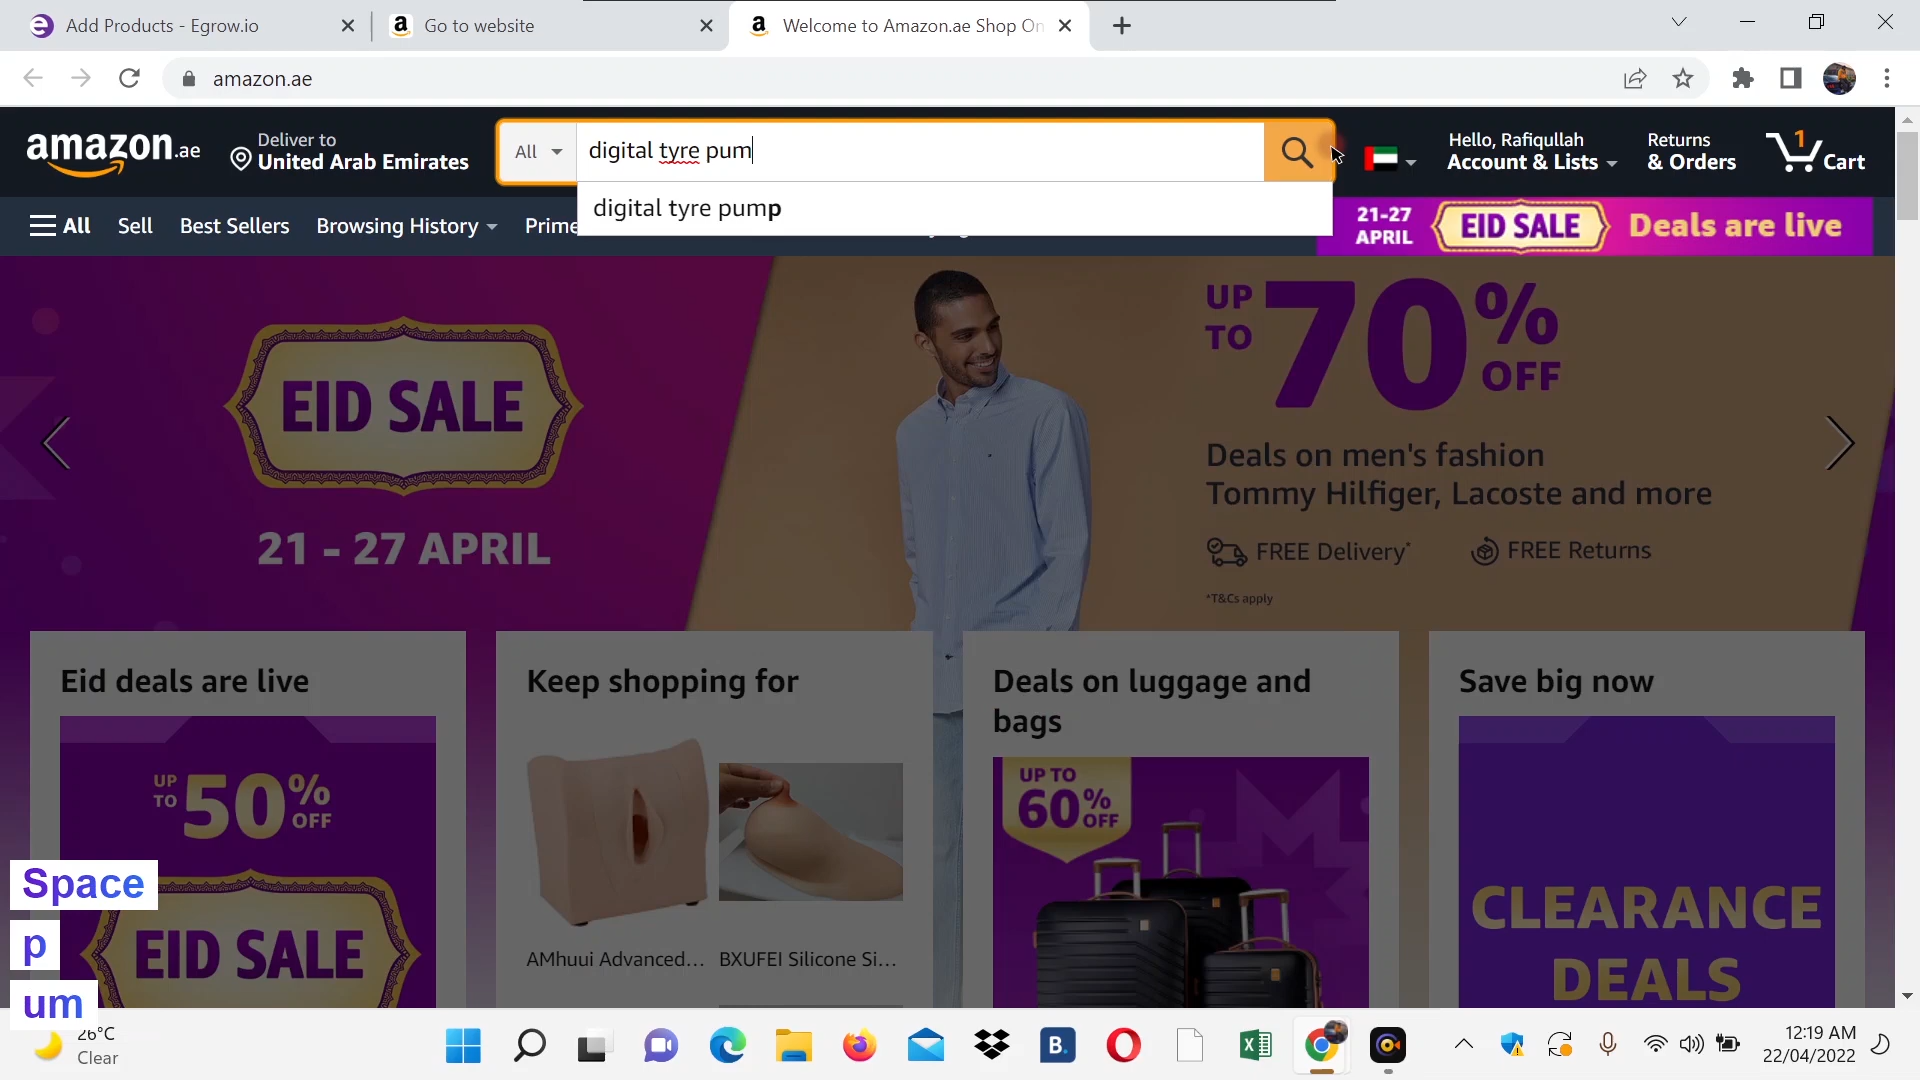 Add Products - Egrow.io
Go to website
Welcome to Amazon.ae Shop On
amazon.ae
amazon.ae
Deliver to
United Arab Emirates
All
digital tyre pum
Hello, Rafiqullah
Account & Lists
Returns
& Orders
1
Cart
digital tyre pump
All
Sell
Best Sellers
Browsing History
Prime
21-27
APRIL
EID SALE
Deals are live
EID SALE
21 - 27 APRIL
UP
TO
70%
OFF
Deals on men's fashion
Tommy Hilfiger, Lacoste and more
FREE Delivery*
FREE Returns
*T&Cs apply
Eid deals are live
UP
TO
50%
OFF
EID SALE
Keep shopping for
AMhuui Advanced...
BXUFEI Silicone Si...
Deals on luggage and
bags
UP TO
60%
OFF
Save big now
CLEARANCE
DEALS
Space
p
um
26°C
Clear
B.
12:19 AM
22/04/2022